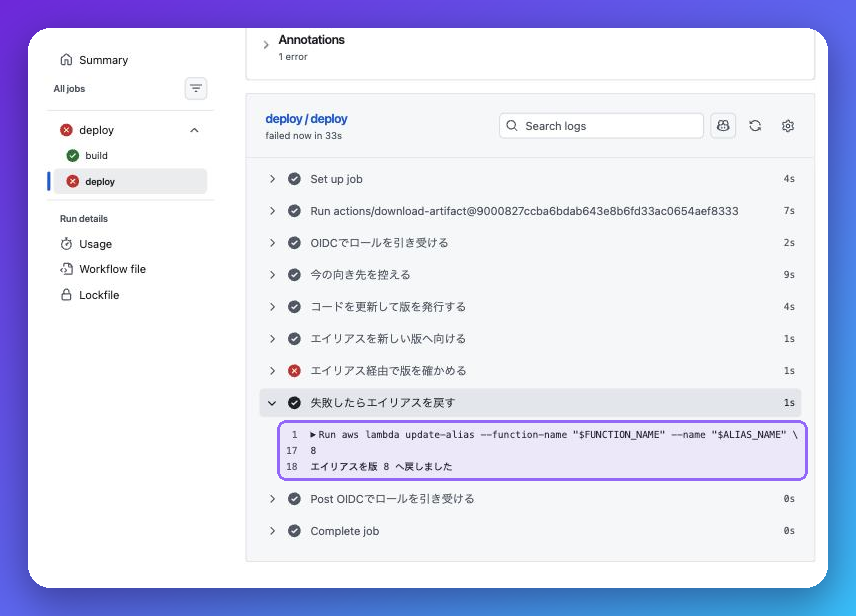 Summary
All jobs
deploy
build
deploy
Run details
Usage
Workflow file
Lockfile
Annotations
1 error
deploy / deploy
failed now in 33s
Search logs
Set up job 4s
Run actions/download-artifact@9000827ccba6bdab643e8b6fd33ac0654aef8333 7s
OIDCでロールを引き受ける 2s
今の向き先を控える 9s
コードを更新して版を発行する 4s
エイリアスを新しい版へ向ける 1s
エイリアス経由で版を確かめる 1s
失敗したらエイリアスを戻す 1s
1 ▶Run aws lambda update-alias --function-name "$FUNCTION_NAME" --name "$ALIAS_NAME" \
17 8
18 エイリアスを版 8 へ戻しました
Post OIDCでロールを引き受ける 0s
Complete job 0s